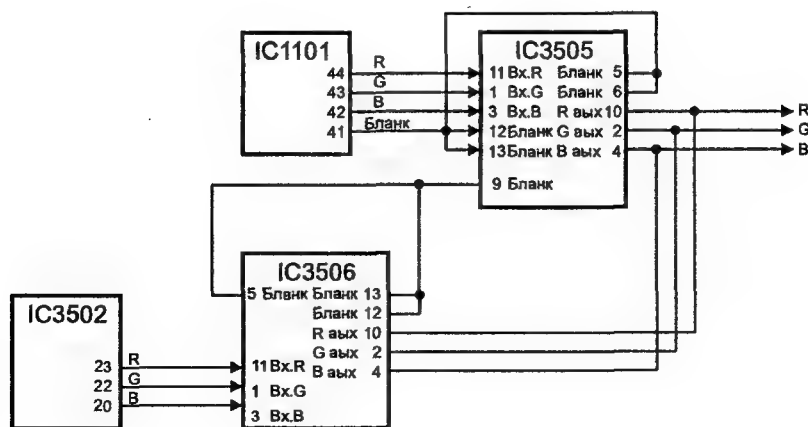 IC1101
44 R
43 G
42 B
41 Бланк
IC3505
11 Вх.R Бланк 5
1 Вх.G Бланк 6
3 Вх.B R вых 10 R
12 Бланк G вых 2 G
13 Бланк B вых 4 B
9 Бланк
IC3506
5 Бланк Бланк 13
Бланк 12
R вых 10
G вых 2
11 Вх.R B вых 4
1 Вх.G
3 Вх.B
IC3502
23 R
22 G
20 B